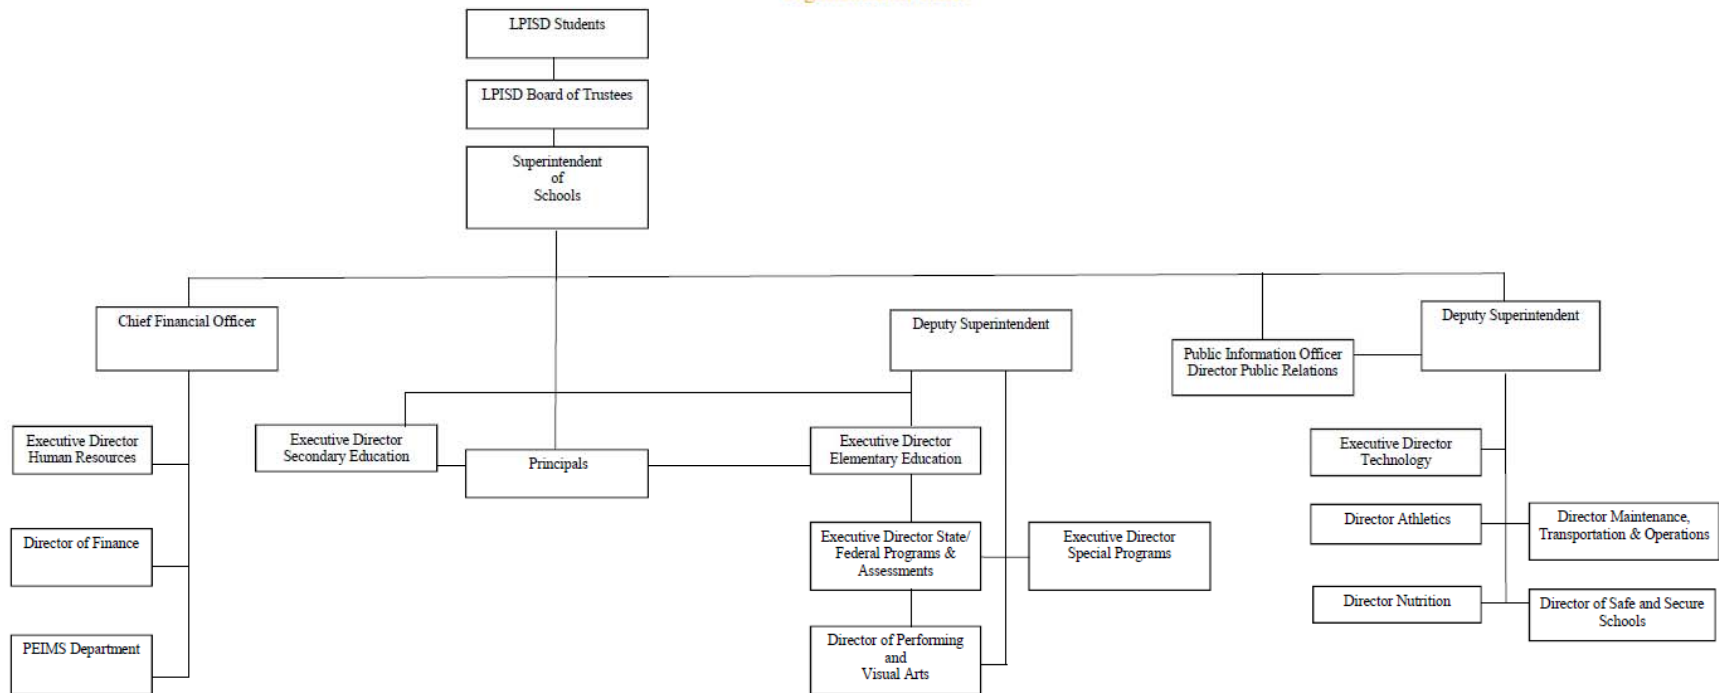 LPISD Students
LPISD Board of Trustees
Superintendent
of
Schools
Chief Financial Officer
Deputy Superintendent
Public Information Officer
Director Public Relations
Deputy Superintendent
Executive Director
Human Resources
Executive Director
Secondary Education
Principals
Executive Director
Elementary Education
Executive Director
Technology
Director of Finance
Executive Director State/
Federal Programs &
Assessments
Executive Director
Special Programs
Director Athletics
Director Maintenance,
Transportation & Operations
PEIMS Department
Director of Performing
and
Visual Arts
Director Nutrition
Director of Safe and Secure
Schools